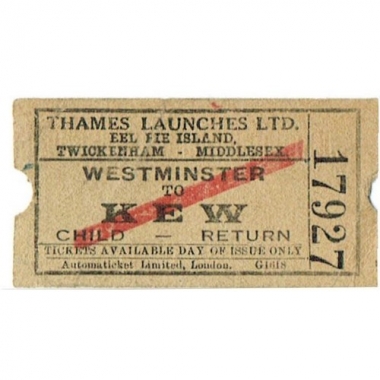 THAMES LAUNCHES LTD.
EEL PIE ISLAND,
TWICKENHAM - MIDDLESEX
WESTMINSTER
TO
KEW
CHILD — RETURN
TICKETS AVAILABLE DAY OF ISSUE ONLY
Automaticket Limited, London. G1618
17927